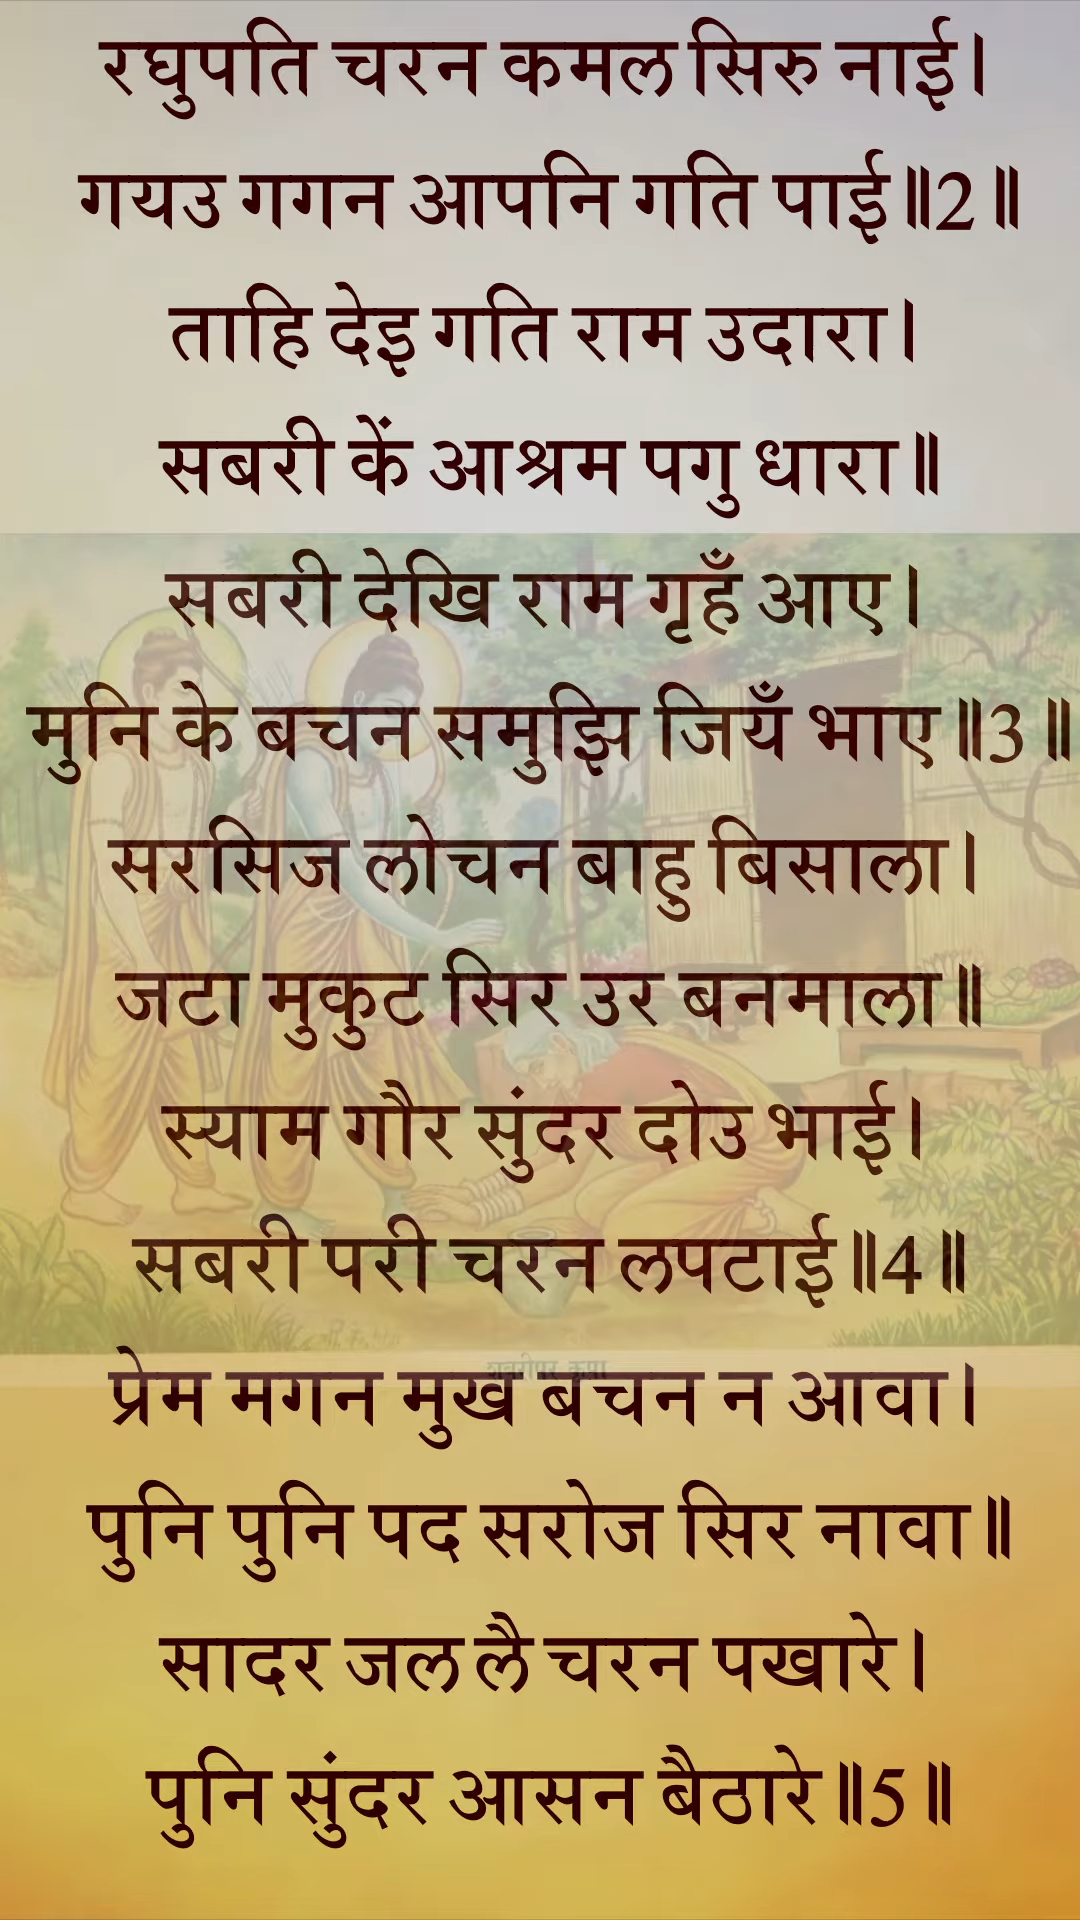 रघुपति चरन कमल सिरु नाई।
गयउ गगन आपनि गति पाई॥2॥
ताहि देइ गति राम उदारा।
सबरी कें आश्रम पगु धारा॥
सबरी देखि राम गृहँ आए।
मुनि के बचन समुझि जियँ भाए॥3॥
सरसिज लोचन बाहु बिसाला।
जटा मुकुट सिर उर बनमाला॥
स्याम गौर सुंदर दोउ भाई।
सबरी परी चरन लपटाई॥4॥
शबरीपर कृपा
प्रेम मगन मुख बचन न आवा।
पुनि पुनि पद सरोज सिर नावा॥
सादर जल लै चरन पखारे।
पुनि सुंदर आसन बैठारे॥5॥